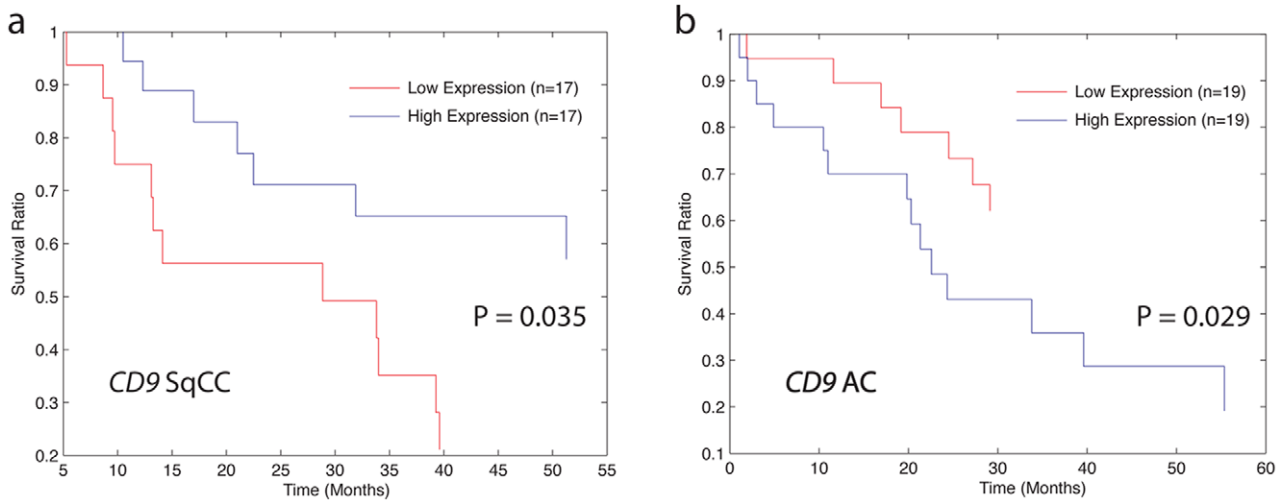 a
1
0.9
0.8
0.7
0.6
0.5
0.4
0.3
0.2
Survival Ratio
Low Expression (n=17)
High Expression (n=17)
P = 0.035
CD9 SqCC
5 10 15 20 25 30 35 40 45 50 55
Time (Months)
b
1
0.9
0.8
0.7
0.6
0.5
0.4
0.3
0.2
0.1
Survival Ratio
Low Expression (n=19)
High Expression (n=19)
P = 0.029
CD9 AC
0 10 20 30 40 50 60
Time (Months)